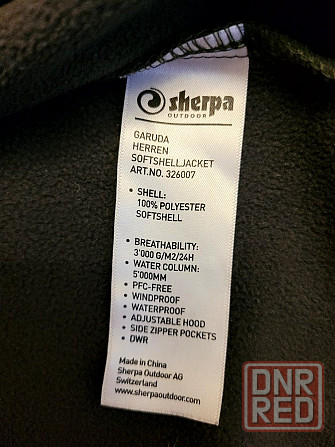 sherpa
OUTDOOR
GARUDA
HERREN
SOFTSHELLJACKET
ART.NO. 326007
• SHELL:
100% POLYESTER
SOFTSHELL
• BREATHABILITY:
3'000 G/M2/24H
• WATER COLUMN:
5'000MM
• PFC-FREE
• WINDPROOF
• WATERPROOF
• ADJUSTABLE HOOD
• SIDE ZIPPER POCKETS
• DWR
Made in China
Sherpa Outdoor AG
Switzerland
www.sherpaoutdoor.com
DNR
RED